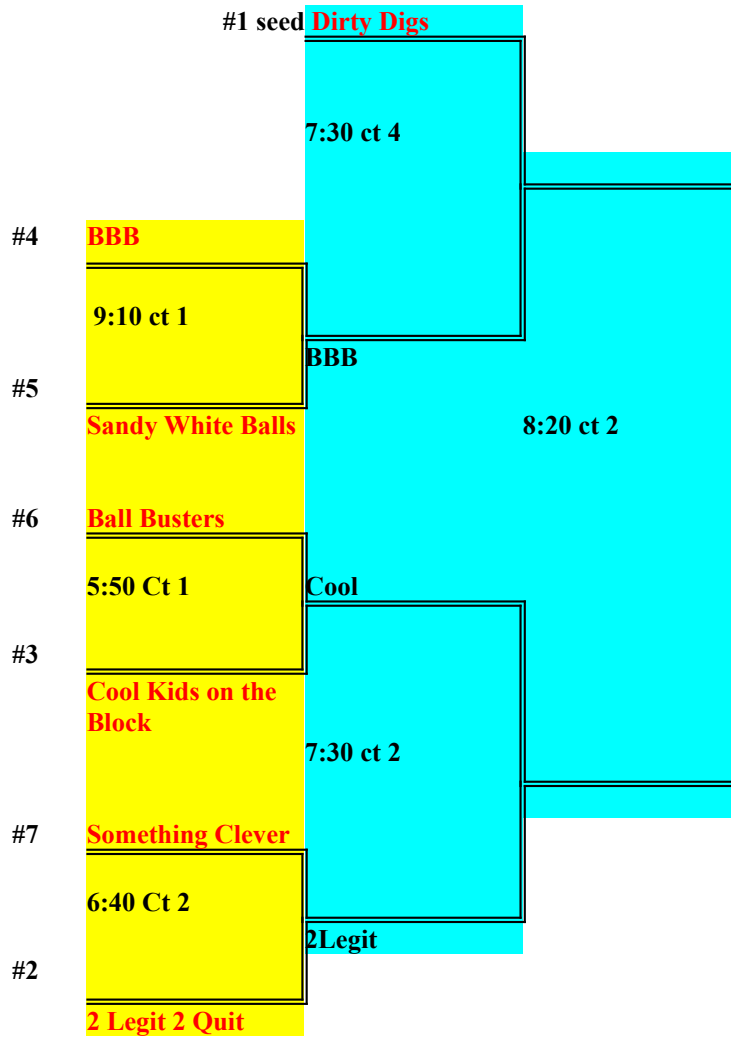 #1 seed Dirty Digs
7:30 ct 4
#4 BBB
9:10 ct 1
BBB
#5
Sandy White Balls
8:20 ct 2
#6 Ball Busters
5:50 Ct 1
Cool
#3
Cool Kids on the
Block
7:30 ct 2
#7 Something Clever
6:40 Ct 2
2Legit
#2
2 Legit 2 Quit